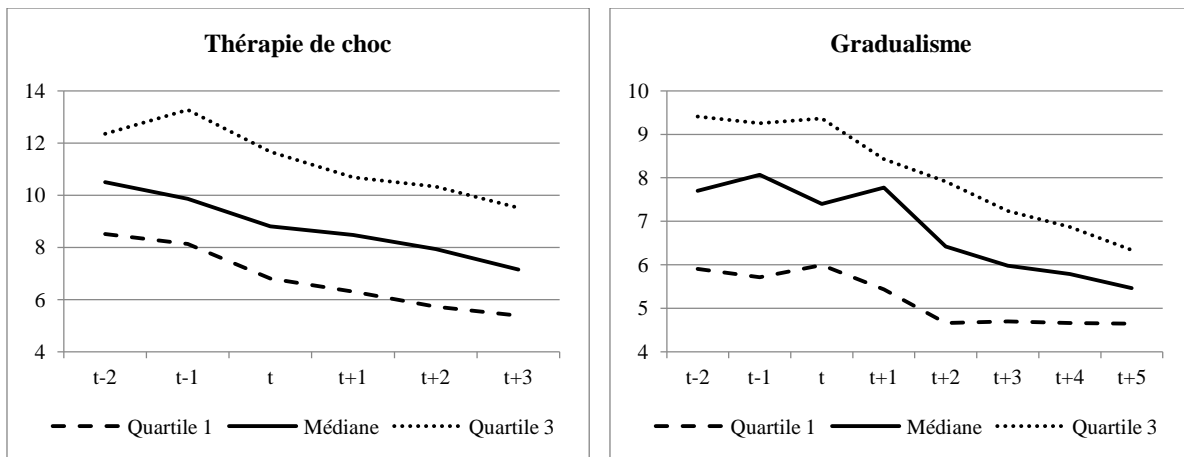 Thérapie de choc
14
12
10
8
6
4
t-2 t-1 t t+1 t+2 t+3
Quartile 1 Médiane Quartile 3
Gradualisme
10
9
8
7
6
5
4
t-2 t-1 t t+1 t+2 t+3 t+4 t+5
Quartile 1 Médiane Quartile 3